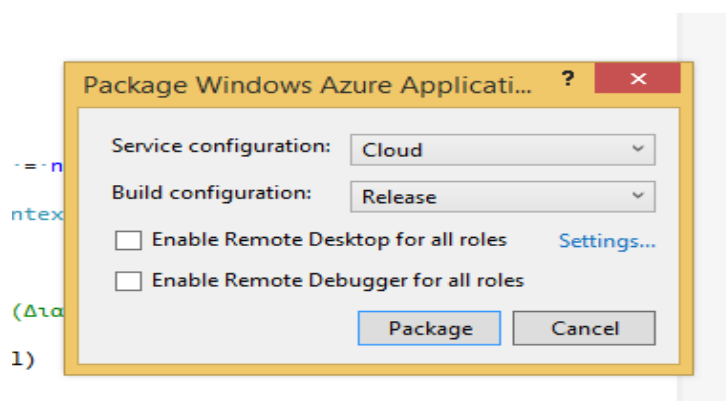 Package Windows Azure Applicati... ?
Service configuration: Cloud
= n
Build configuration: Release
ntex
Enable Remote Desktop for all roles Settings...
Enable Remote Debugger for all roles
(Δια
Package Cancel
1)